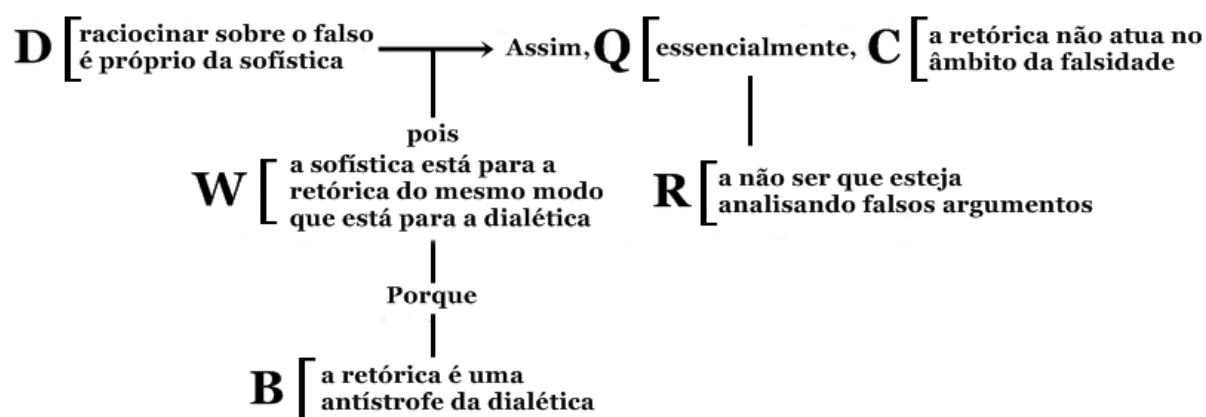 D raciocinar sobre o falso
é próprio da sofística
Assim, Q essencialmente, C a retórica não atua no
âmbito da falsidade
pois
W a sofística está para a
retórica do mesmo modo
que está para a dialética
R a não ser que esteja
analisando falsos argumentos
Porque
B a retórica é uma
antístrofe da dialética